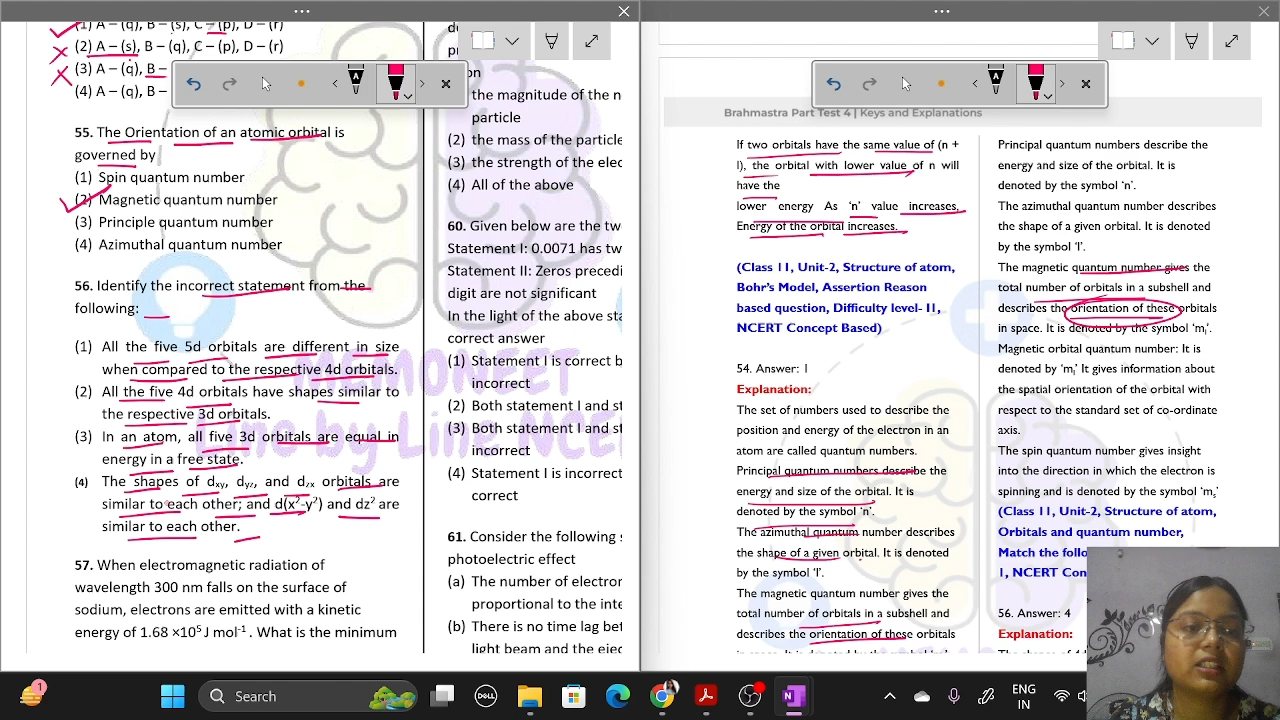 (1) A – (q), B – (s), C – (p), D – (r)
(2) A – (s), B – (q), C – (p), D – (r)
(3) A – (q), B –
(4) A – (q), B –
55. The Orientation of an atomic orbital is
governed by
(1) Spin quantum number
(2) Magnetic quantum number
(3) Principle quantum number
(4) Azimuthal quantum number
56. Identify the incorrect statement from the
following:
(1) All the five 5d orbitals are different in size
when compared to the respective 4d orbitals.
(2) All the five 4d orbitals have shapes similar to
the respective 3d orbitals.
(3) In an atom, all five 3d orbitals are equal in
energy in a free state.
(4) The shapes of dxy, dyz, and dzx orbitals are
similar to each other; and d(x²-y²) and dz² are
similar to each other.
57. When electromagnetic radiation of
wavelength 300 nm falls on the surface of
sodium, electrons are emitted with a kinetic
energy of 1.68 ×10⁵ J mol⁻¹ . What is the minimum
on
the magnitude of the n
particle
(2) the mass of the particle
(3) the strength of the elec
(4) All of the above
60. Given below are the tw
Statement I: 0.0071 has tw
Statement II: Zeros precedi
digit are not significant
In the light of the above sta
correct answer
(1) Statement I is correct b
incorrect
(2) Both statement I and st
(3) Both statement I and st
incorrect
(4) Statement I is incorrect
correct
61. Consider the following s
photoelectric effect
(a) The number of electron
proportional to the inte
(b) There is no time lag bef
light beam and the ejec
MEMONEET
Line by Line NCE
Brahmastra Part Test 4 | Keys and Explanations
If two orbitals have the same value of (n +
l), the orbital with lower value of n will
have the
lower energy As 'n' value increases,
Energy of the orbital increases.
(Class 11, Unit-2, Structure of atom,
Bohr's Model, Assertion Reason
based question, Difficulty level- II,
NCERT Concept Based)
54. Answer: 1
Explanation:
The set of numbers used to describe the
position and energy of the electron in an
atom are called quantum numbers.
Principal quantum numbers describe the
energy and size of the orbital. It is
denoted by the symbol 'n'.
The azimuthal quantum number describes
the shape of a given orbital. It is denoted
by the symbol 'l'.
The magnetic quantum number gives the
total number of orbitals in a subshell and
describes the orientation of these orbitals
Principal quantum numbers describe the
energy and size of the orbital. It is
denoted by the symbol 'n'.
The azimuthal quantum number describes
the shape of a given orbital. It is denoted
by the symbol 'l'.
The magnetic quantum number gives the
total number of orbitals in a subshell and
describes the orientation of these orbitals
in space. It is denoted by the symbol 'ml'.
Magnetic orbital quantum number: It is
denoted by 'ml' It gives information about
the spatial orientation of the orbital with
respect to the standard set of co-ordinate
axis.
The spin quantum number gives insight
into the direction in which the electron is
spinning and is denoted by the symbol 'ms'
(Class 11, Unit-2, Structure of atom,
Orbitals and quantum number,
Match the follo
1, NCERT Con
56. Answer: 4
Explanation:
Search
DELL
ENG
IN